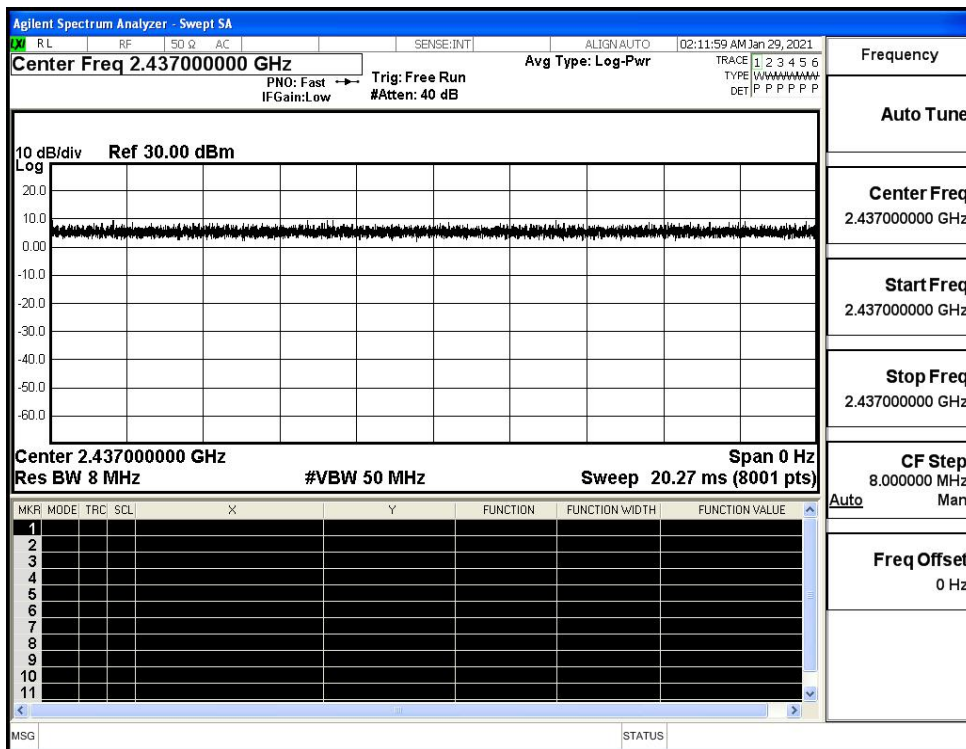 Agilent Spectrum Analyzer - Swept SA
LXI RL RF 50 Ω AC SENSE:INT ALIGNAUTO 02:11:59 AM Jan 29, 2021
Center Freq 2.437000000 GHz
PNO: Fast
IFGain:Low
Trig: Free Run
#Atten: 40 dB
Avg Type: Log-Pwr
TRACE 1 2 3 4 5 6
TYPE WWWWWW
DET P P P P P P
10 dB/div Ref 30.00 dBm
Log
20.0
10.0
0.00
-10.0
-20.0
-30.0
-40.0
-50.0
-60.0
Center 2.437000000 GHz Span 0 Hz
Res BW 8 MHz #VBW 50 MHz Sweep 20.27 ms (8001 pts)
MKR MODE TRC SCL X Y FUNCTION FUNCTION WIDTH FUNCTION VALUE
1
2
3
4
5
6
7
8
9
10
11
MSG STATUS
Frequency
Auto Tune
Center Freq
2.437000000 GHz
Start Freq
2.437000000 GHz
Stop Freq
2.437000000 GHz
CF Step
8.000000 MHz
Auto Man
Freq Offset
0 Hz